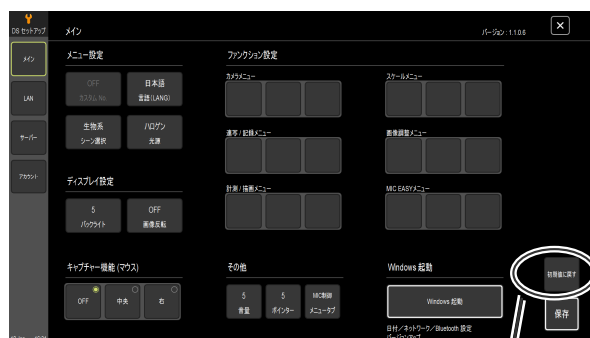 DS セットアップ
メイン
バージョン : 1.1.0.6
メイン
LAN
サーバー
アカウント
メニュー設定
OFF
カスタム No.
日本語
言語(LANG)
生物系
シーン選択
ハロゲン
光源
ディスプレイ設定
5
バックライト
OFF
画像反転
キャプチャー機能 (マウス)
OFF
中央
右
ファンクション設定
カメラメニュー
スケールメニュー
画像調整メニュー
計測 / 描画メニュー
MIC EASYメニュー
その他
5
音量
5
ポインター
MIC制御
メニュータブ
Windows 起動
Windows 起動
日付／ネットワーク／Bluetooth 設定
バージョンアップ
初期値に戻す
保存